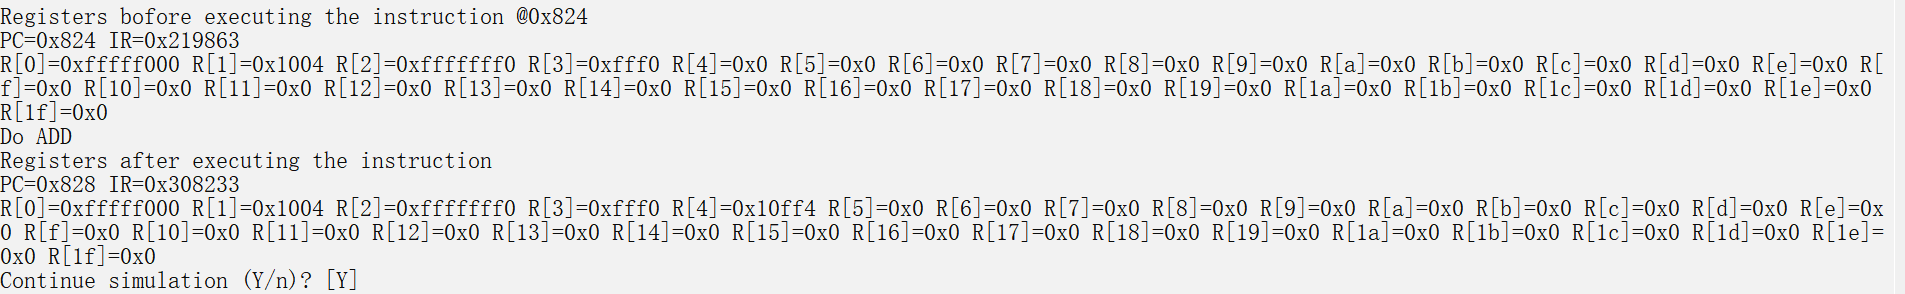 Registers bofore executing the instruction @0x824
PC=0x824 IR=0x219863
R[0]=0xfffff000 R[1]=0x1004 R[2]=0xfffffff0 R[3]=0xfff0 R[4]=0x0 R[5]=0x0 R[6]=0x0 R[7]=0x0 R[8]=0x0 R[9]=0x0 R[a]=0x0 R[b]=0x0 R[c]=0x0 R[d]=0x0 R[e]=0x0 R[
f]=0x0 R[10]=0x0 R[11]=0x0 R[12]=0x0 R[13]=0x0 R[14]=0x0 R[15]=0x0 R[16]=0x0 R[17]=0x0 R[18]=0x0 R[19]=0x0 R[1a]=0x0 R[1b]=0x0 R[1c]=0x0 R[1d]=0x0 R[1e]=0x0
R[1f]=0x0
Do ADD
Registers after executing the instruction
PC=0x828 IR=0x308233
R[0]=0xfffff000 R[1]=0x1004 R[2]=0xfffffff0 R[3]=0xfff0 R[4]=0x10ff4 R[5]=0x0 R[6]=0x0 R[7]=0x0 R[8]=0x0 R[9]=0x0 R[a]=0x0 R[b]=0x0 R[c]=0x0 R[d]=0x0 R[e]=0x
0 R[f]=0x0 R[10]=0x0 R[11]=0x0 R[12]=0x0 R[13]=0x0 R[14]=0x0 R[15]=0x0 R[16]=0x0 R[17]=0x0 R[18]=0x0 R[19]=0x0 R[1a]=0x0 R[1b]=0x0 R[1c]=0x0 R[1d]=0x0 R[1e]=
0x0 R[1f]=0x0
Continue simulation (Y/n)? [Y]